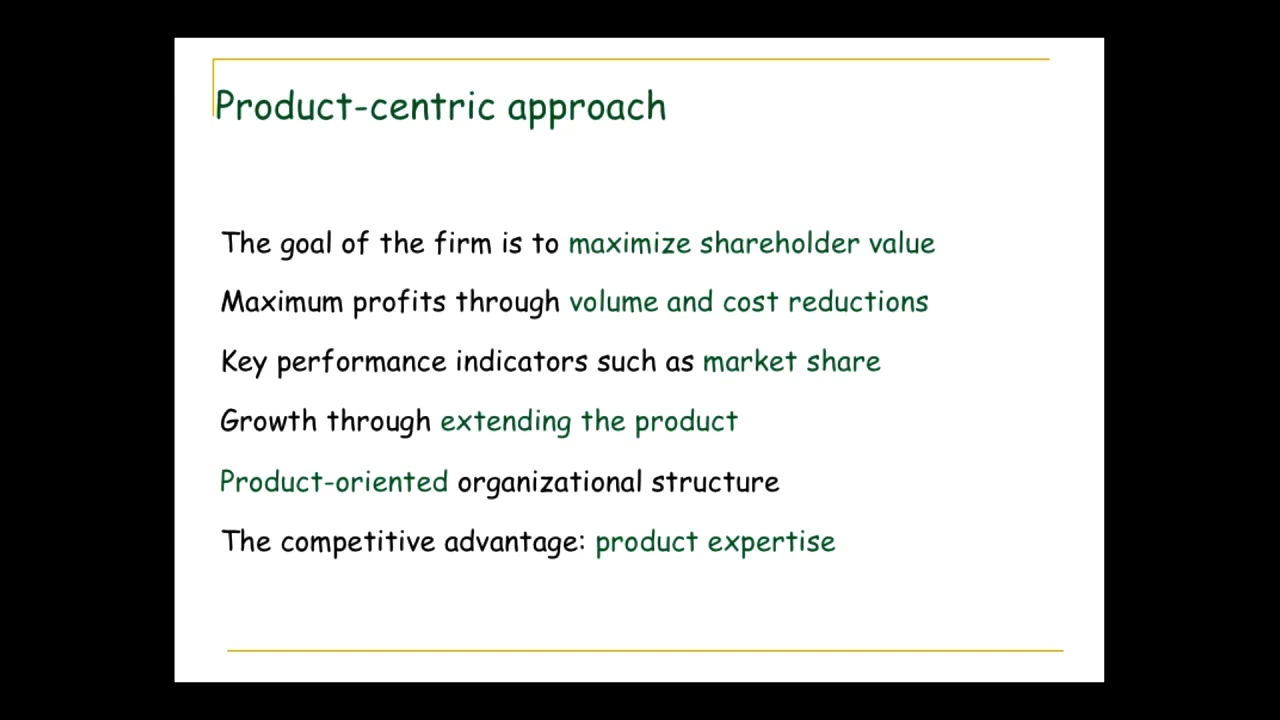 Product-centric approach
The goal of the firm is to maximize shareholder value
Maximum profits through volume and cost reductions
Key performance indicators such as market share
Growth through extending the product
Product-oriented organizational structure
The competitive advantage: product expertise